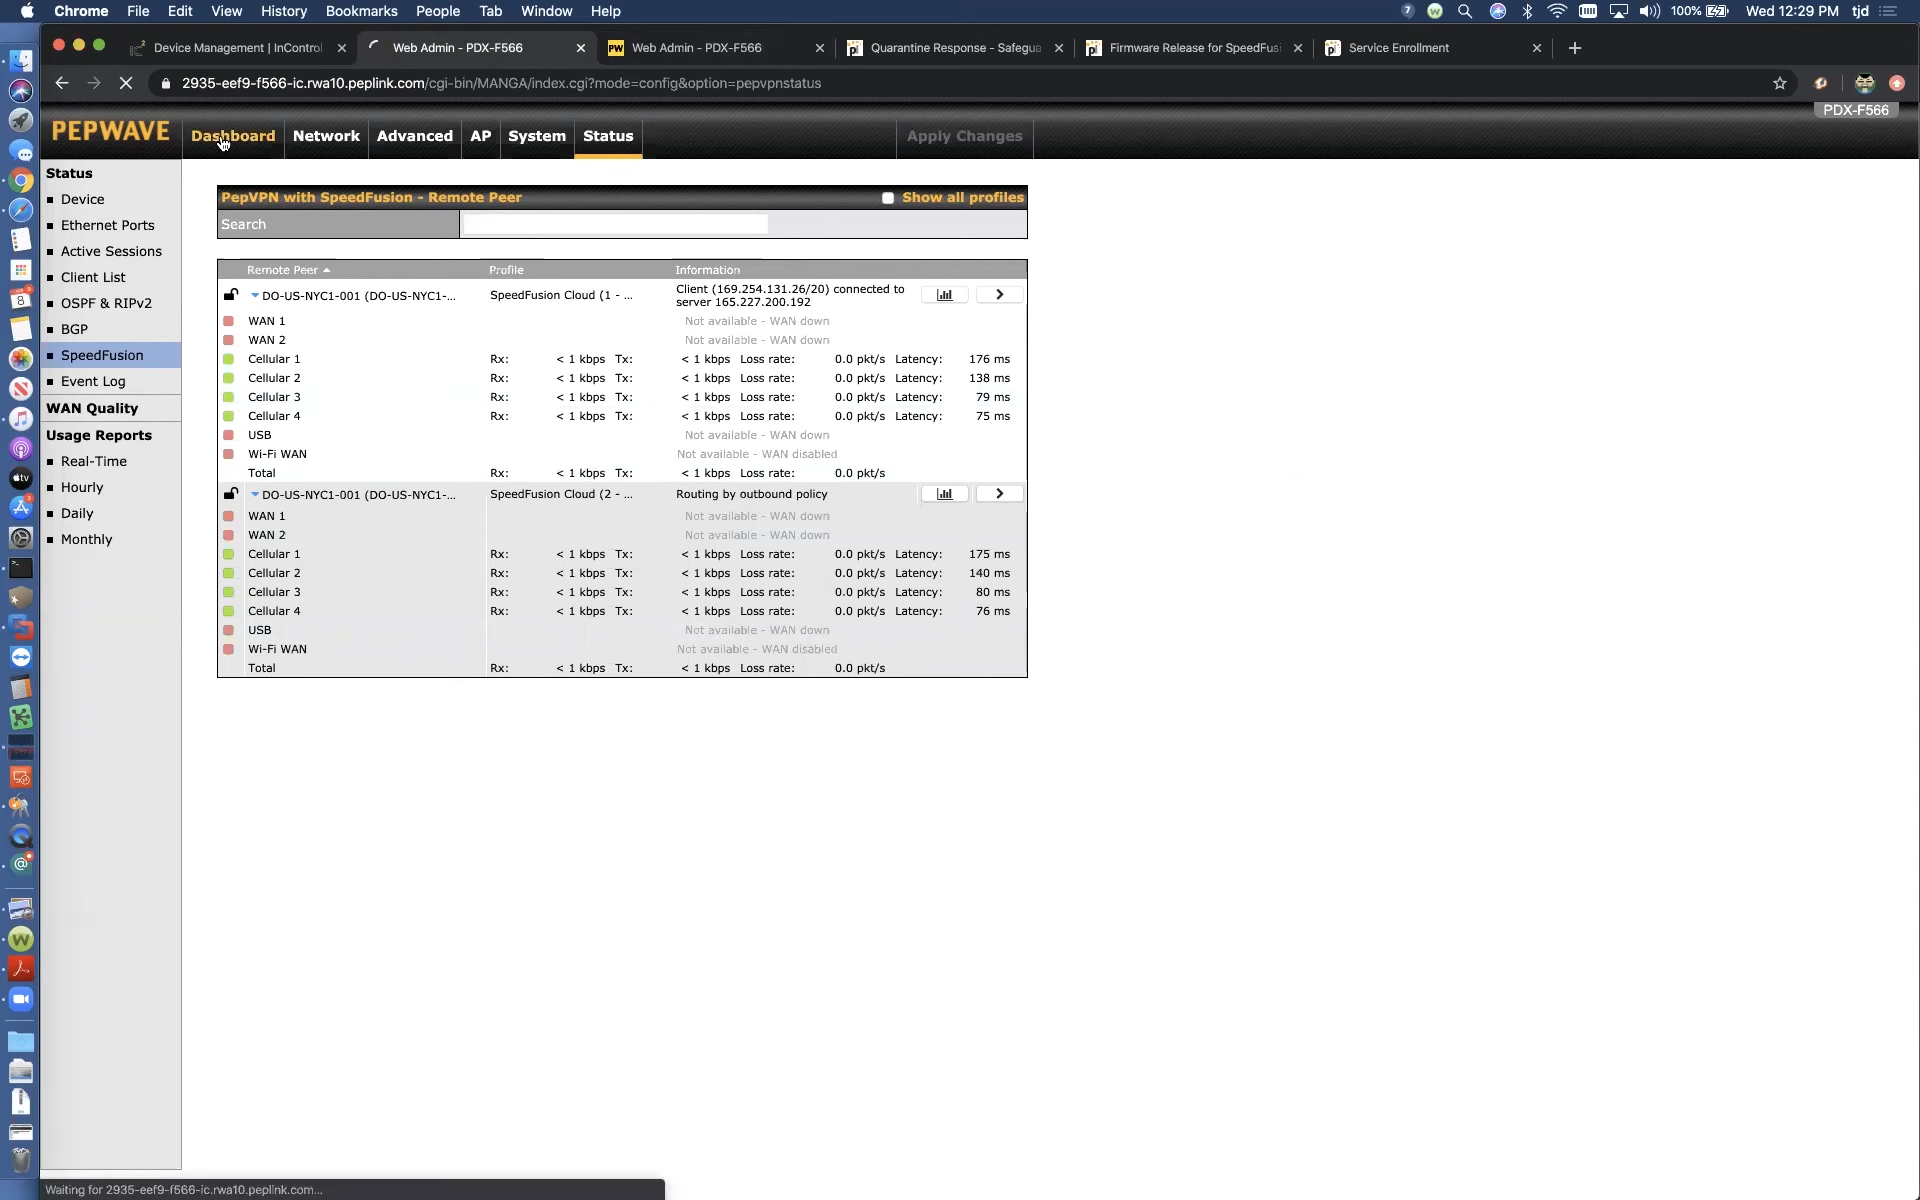 Chrome File Edit View History Bookmarks People Tab Window Help 7 100% Wed 12:29 PM tjd
Device Management | InControl
Web Admin - PDX-F566
PW Web Admin - PDX-F566
Quarantine Response - Safegua
Firmware Release for SpeedFusi
Service Enrollment
2935-eef9-f566-ic.rwa10.peplink.com/cgi-bin/MANGA/index.cgi?mode=config&option=pepvpnstatus
PDX-F566
PEPWAVE Dashboard Network Advanced AP System Status Apply Changes
Status
Device
Ethernet Ports
Active Sessions
Client List
OSPF & RIPv2
BGP
SpeedFusion
Event Log
WAN Quality
Usage Reports
Real-Time
Hourly
Daily
Monthly
PepVPN with SpeedFusion - Remote Peer Show all profiles
Search
Remote Peer Profile Information
DO-US-NYC1-001 (DO-US-NYC1-... SpeedFusion Cloud (1 - ... Client (169.254.131.26/20) connected to
server 165.227.200.192
WAN 1 Not available - WAN down
WAN 2 Not available - WAN down
Cellular 1 Rx: < 1 kbps Tx: < 1 kbps Loss rate: 0.0 pkt/s Latency: 176 ms
Cellular 2 Rx: < 1 kbps Tx: < 1 kbps Loss rate: 0.0 pkt/s Latency: 138 ms
Cellular 3 Rx: < 1 kbps Tx: < 1 kbps Loss rate: 0.0 pkt/s Latency: 79 ms
Cellular 4 Rx: < 1 kbps Tx: < 1 kbps Loss rate: 0.0 pkt/s Latency: 75 ms
USB Not available - WAN down
Wi-Fi WAN Not available - WAN disabled
Total Rx: < 1 kbps Tx: < 1 kbps Loss rate: 0.0 pkt/s
DO-US-NYC1-001 (DO-US-NYC1-... SpeedFusion Cloud (2 - ... Routing by outbound policy
WAN 1 Not available - WAN down
WAN 2 Not available - WAN down
Cellular 1 Rx: < 1 kbps Tx: < 1 kbps Loss rate: 0.0 pkt/s Latency: 175 ms
Cellular 2 Rx: < 1 kbps Tx: < 1 kbps Loss rate: 0.0 pkt/s Latency: 140 ms
Cellular 3 Rx: < 1 kbps Tx: < 1 kbps Loss rate: 0.0 pkt/s Latency: 80 ms
Cellular 4 Rx: < 1 kbps Tx: < 1 kbps Loss rate: 0.0 pkt/s Latency: 76 ms
USB Not available - WAN down
Wi-Fi WAN Not available - WAN disabled
Total Rx: < 1 kbps Tx: < 1 kbps Loss rate: 0.0 pkt/s
Waiting for 2935-eef9-f566-ic.rwa10.peplink.com...